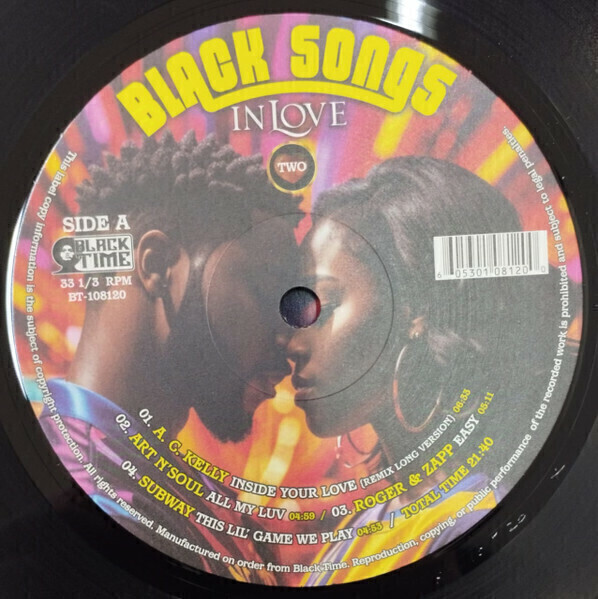 BLACK SONGS
IN LOVE
TWO
SIDE A
BLACK
TIME
33 1/3 RPM
BT-108120
6 05301 08120 0
01. A. C. KELLY INSIDE YOUR LOVE (REMIX LONG VERSION) 06:35
02. ART N'SOUL ALL MY LUV 04:59 / 03. ROGER & ZAPP EASY 05:11
04. SUBWAY THIS LIL' GAME WE PLAY 04:55 / TOTAL TIME 21:40
This label copy information is the subject of copyright protection. All rights reserved. Manufactured on order from Black-Time. Reproduction, copying, or public performance of the recorded work is prohibited and subject to legal penalties.